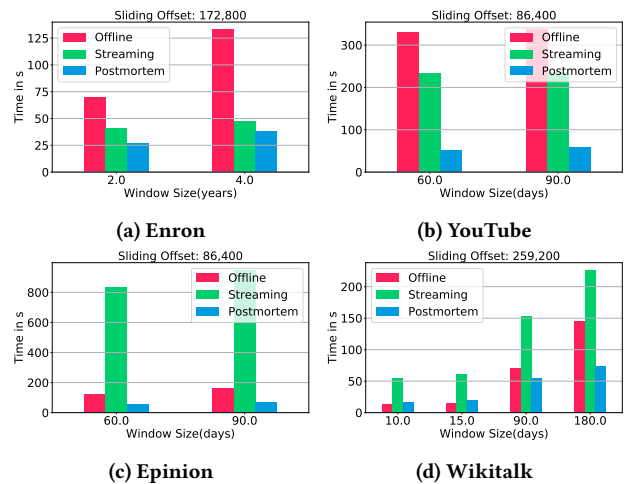 Sliding Offset: 172,800
Time in s
125
100
75
50
25
0
Offline
Streaming
Postmortem
2.0
4.0
Window Size(years)
(a) Enron
Sliding Offset: 86,400
Time in s
300
200
100
0
Offline
Streaming
Postmortem
60.0
90.0
Window Size(days)
(b) YouTube
Sliding Offset: 86,400
Time in s
800
600
400
200
0
Offline
Streaming
Postmortem
60.0
90.0
Window Size(days)
(c) Epinion
Sliding Offset: 259,200
Time in s
200
150
100
50
0
Offline
Streaming
Postmortem
10.0
15.0
90.0
180.0
Window Size(days)
(d) Wikitalk